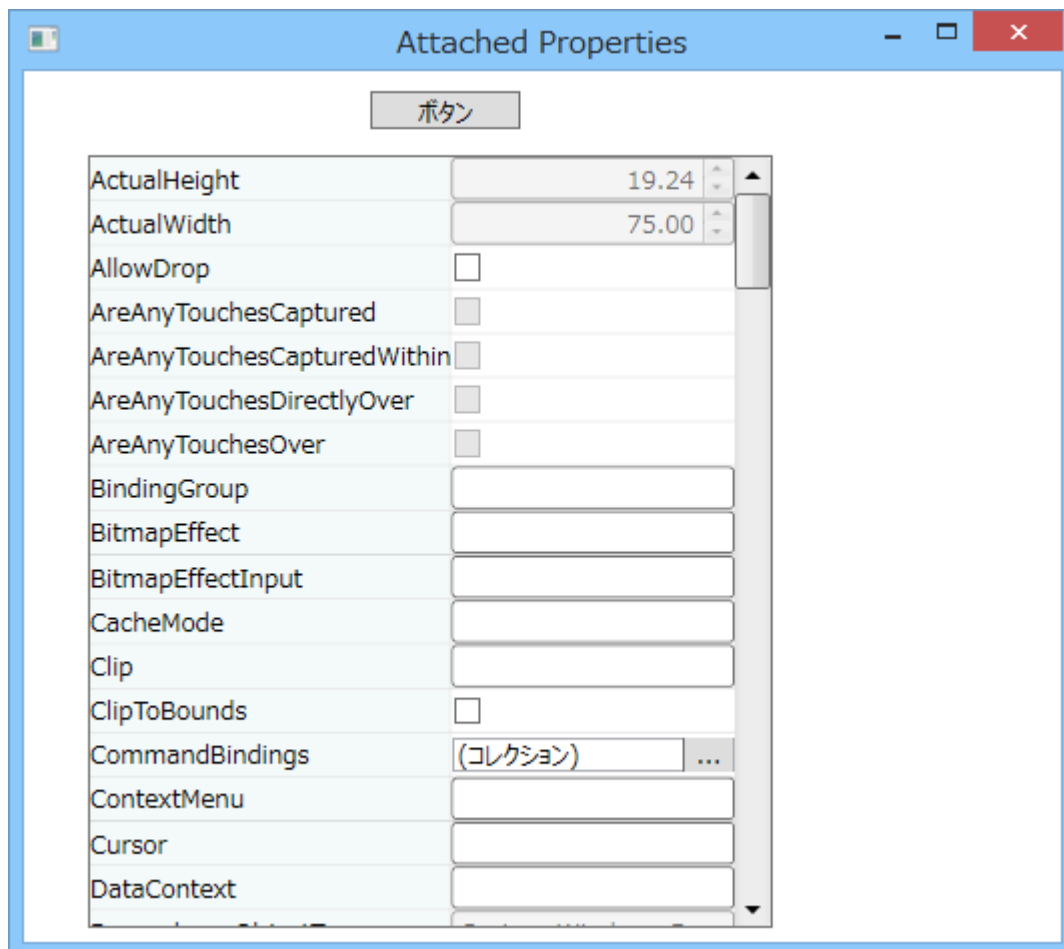 Attached Properties
ボタン
ActualHeight 19.24
ActualWidth 75.00
AllowDrop
AreAnyTouchesCaptured
AreAnyTouchesCapturedWithin
AreAnyTouchesDirectlyOver
AreAnyTouchesOver
BindingGroup
BitmapEffect
BitmapEffectInput
CacheMode
Clip
ClipToBounds
CommandBindings (コレクション) ...
ContextMenu
Cursor
DataContext